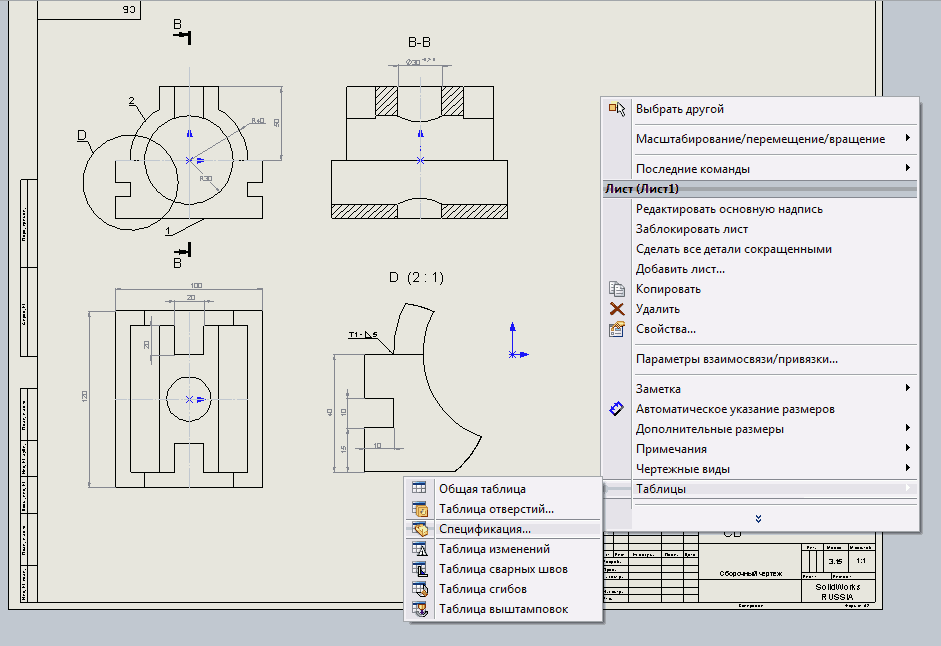 СБ
B
B-B
Ø30
2
R40
50
D
R30
1
B
D (2 : 1)
100
20
20
120
T1-⊿5
40
10
10
15
Выбрать другой
Масштабирование/перемещение/вращение
Последние команды
Лист (Лист1)
Редактировать основную надпись
Заблокировать лист
Сделать все детали сокращенными
Добавить лист...
Копировать
Удалить
Свойства...
Параметры взаимосвязи/привязки...
Заметка
Автоматическое указание размеров
Дополнительные размеры
Примечания
Чертежные виды
Таблицы
Общая таблица
Таблица отверстий...
Спецификация...
Таблица изменений
Таблица сварных швов
Таблица сгибов
Таблица выштамповок
СБ
Сборочный чертеж
3.15
1:1
SolidWorks
RUSSIA